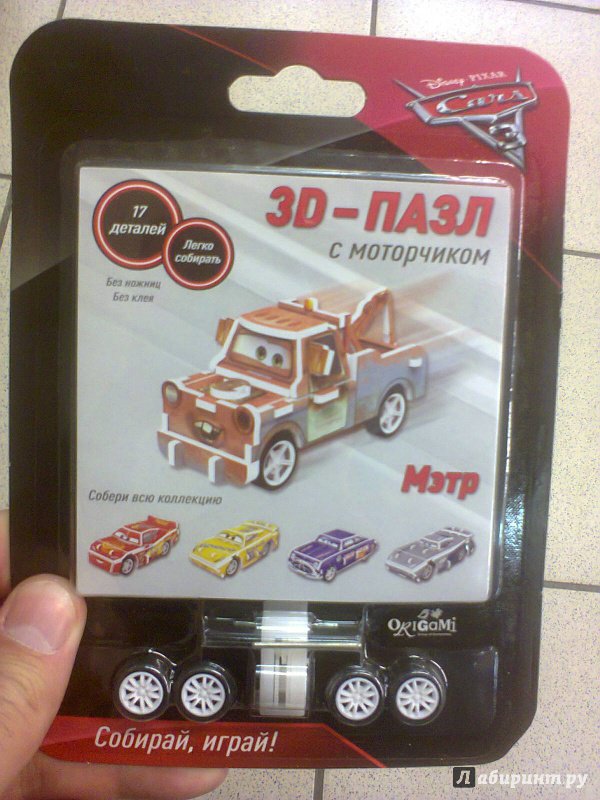 Disney PIXAR
Cars
3
3D-ПАЗЛ
С МОТОРЧИКОМ
17
деталей
Легко
собирать
Без ножниц
Без клея
Мэтр
Собери всю коллекцию
ORIGAMI
Собирай, играй!
Лабиринт.ру